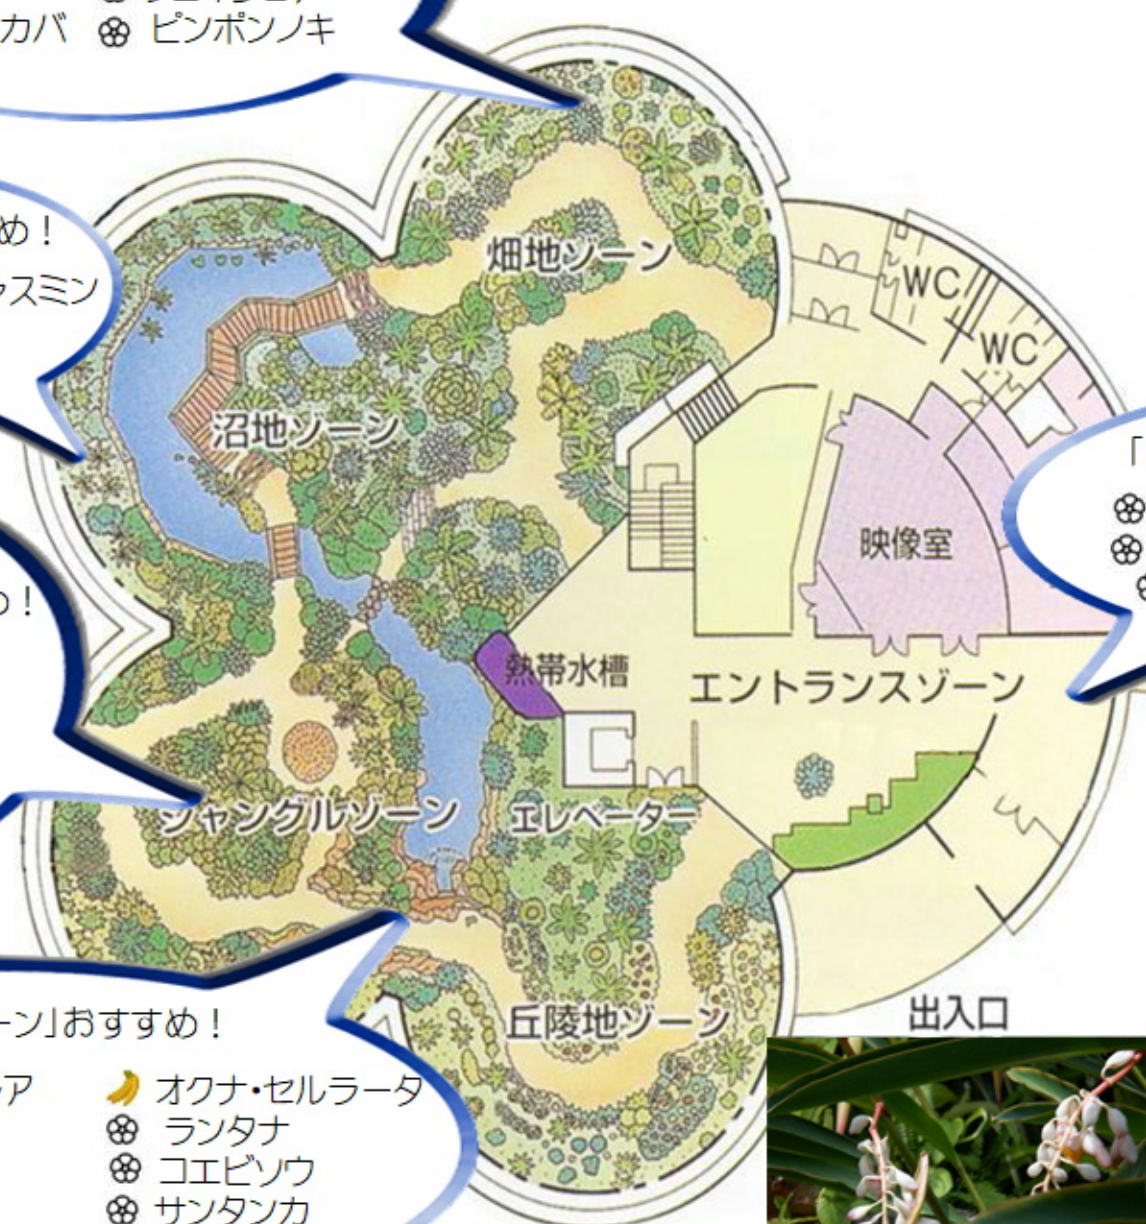 カバ ピンポンノキ
め！
ャスミン
畑地ゾーン
WC
WC
沼地ゾーン
「
映像室
め！
熱帯水槽
エントランスゾーン
ジャングルゾーン
エレベーター
丘陵地ゾーン
出入口
ーン」おすすめ！
ア オクナ・セルラータ
ランタナ
コエビソウ
サンタンカ